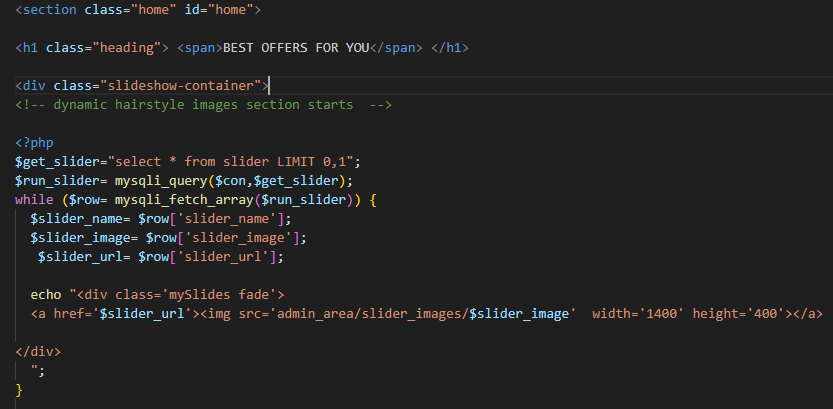 <section class="home" id="home">
<h1 class="heading"> <span>BEST OFFERS FOR YOU</span> </h1>
<div class="slideshow-container">
<!-- dynamic hairstyle images section starts  -->
<?php
$get_slider="select * from slider LIMIT 0,1";
$run_slider= mysqli_query($con,$get_slider);
while ($row= mysqli_fetch_array($run_slider)) {
  $slider_name= $row['slider_name'];
  $slider_image= $row['slider_image'];
   $slider_url= $row['slider_url'];
  echo "<div class='mySlides fade'>
  <a href='$slider_url'><img src='admin_area/slider_images/$slider_image'  width='1400' height='400'></a>
</div>
  ";
}